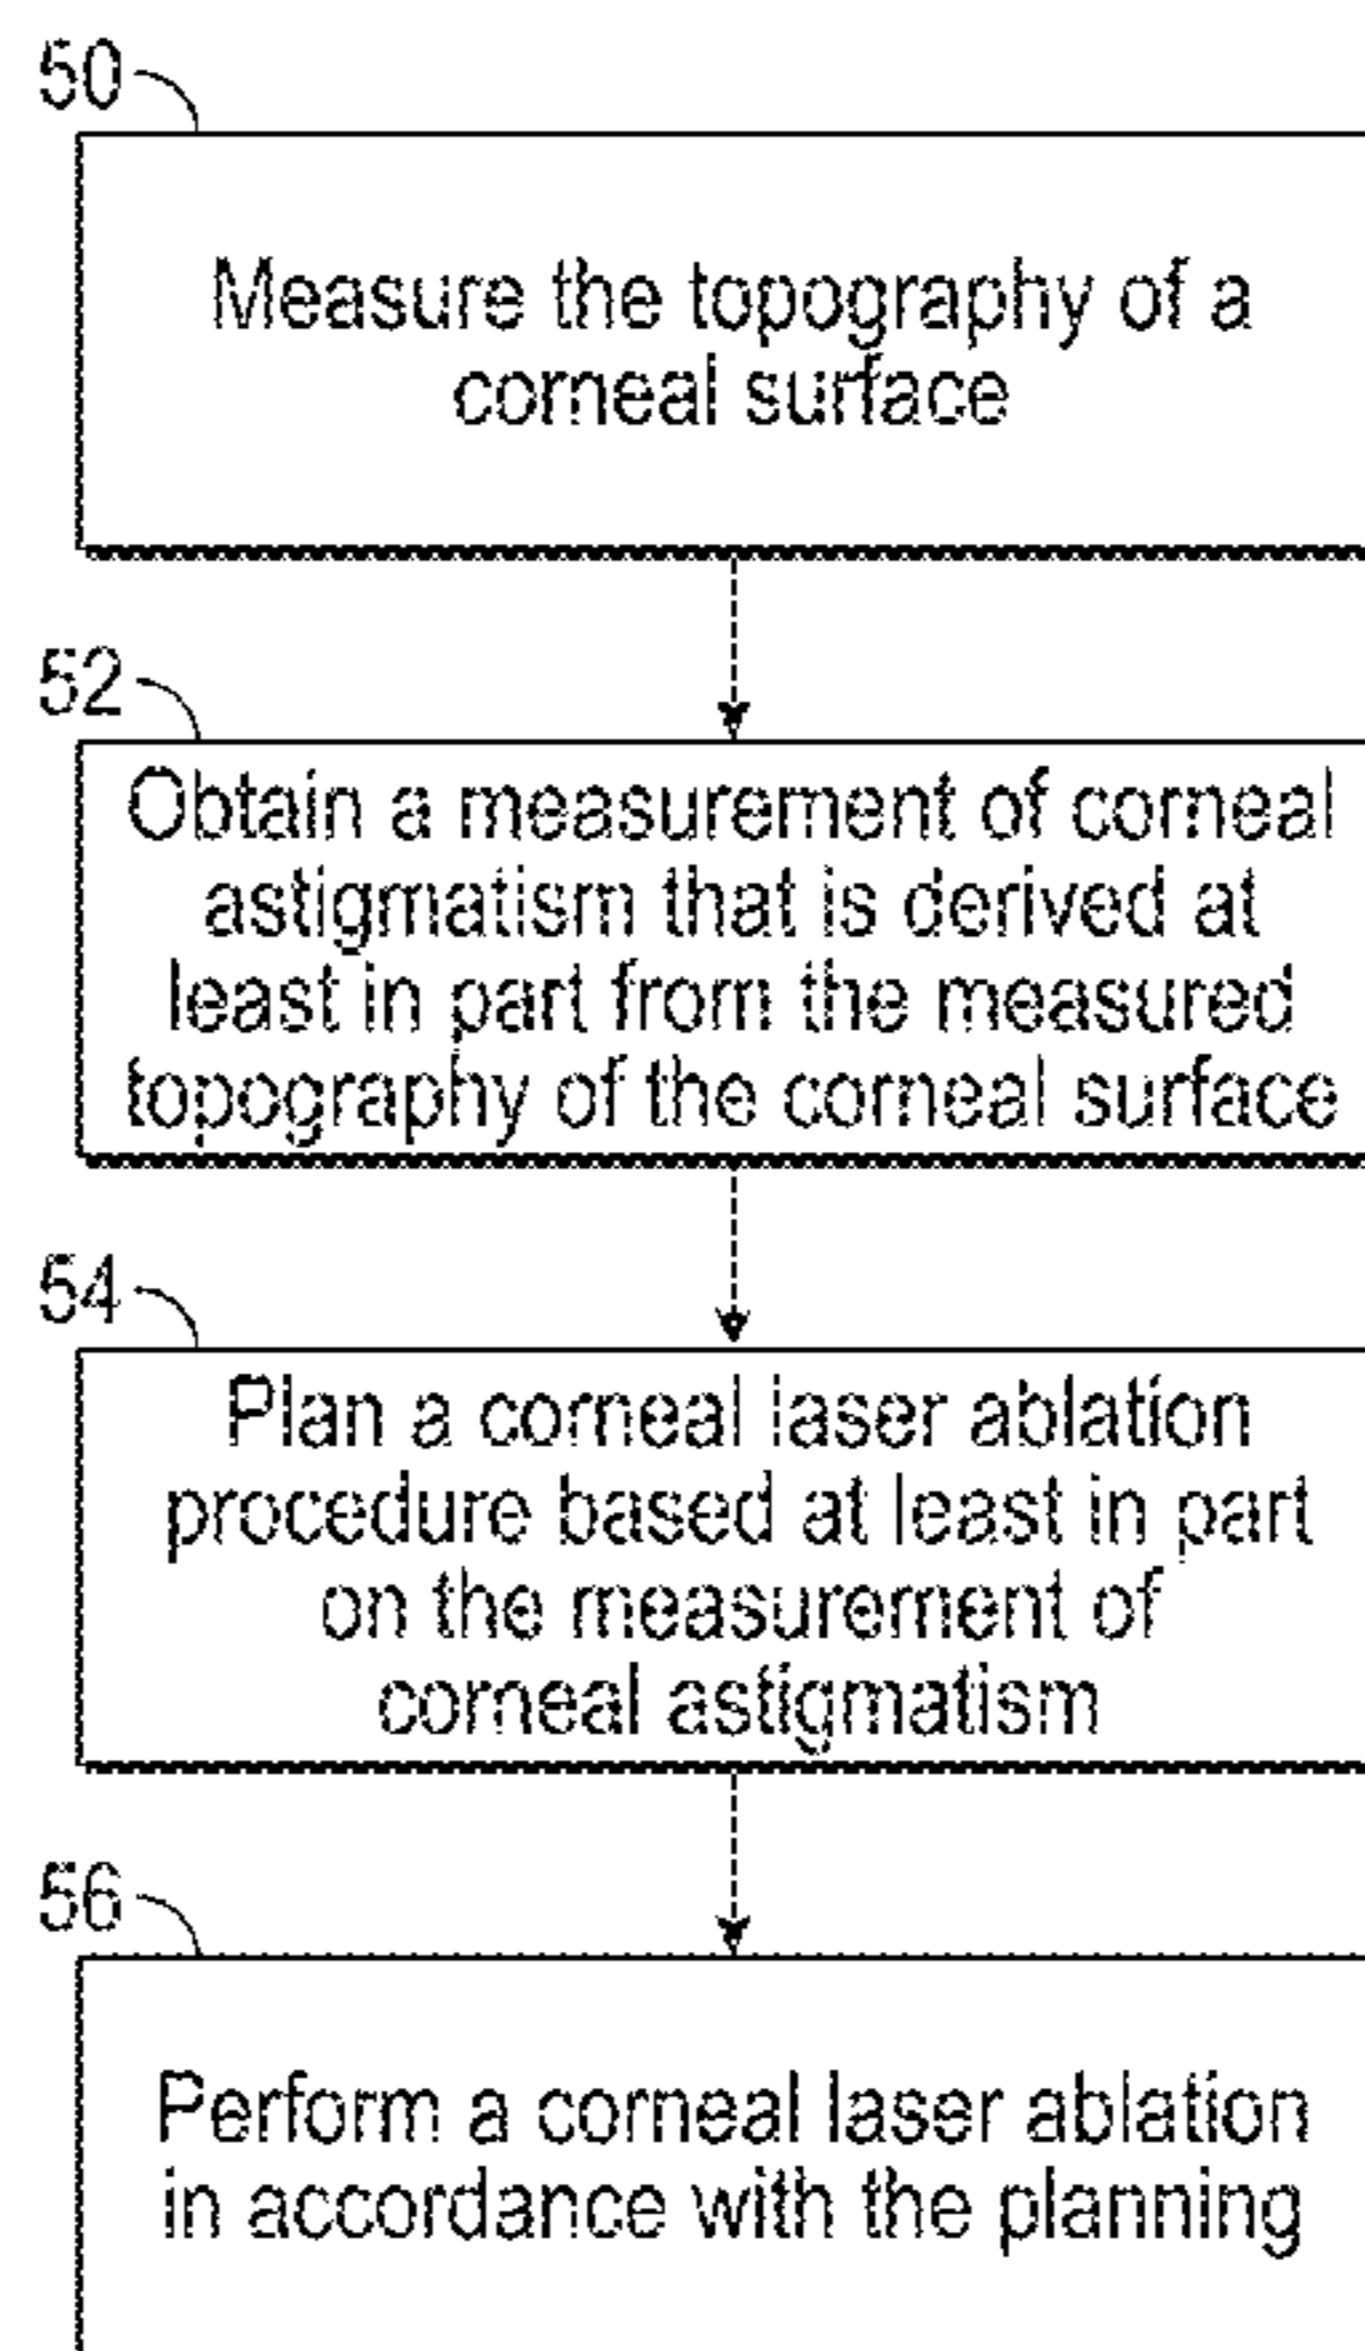 50
Measure the topography of a
corneal surface
52
Obtain a measurement of corneal
astigmatism that is derived at
least in part from the measured
topography of the corneal surface
54
Plan a corneal laser ablation
procedure based at least in part
on the measurement of
corneal astigmatism
56
Perform a corneal laser ablation
in accordance with the planning